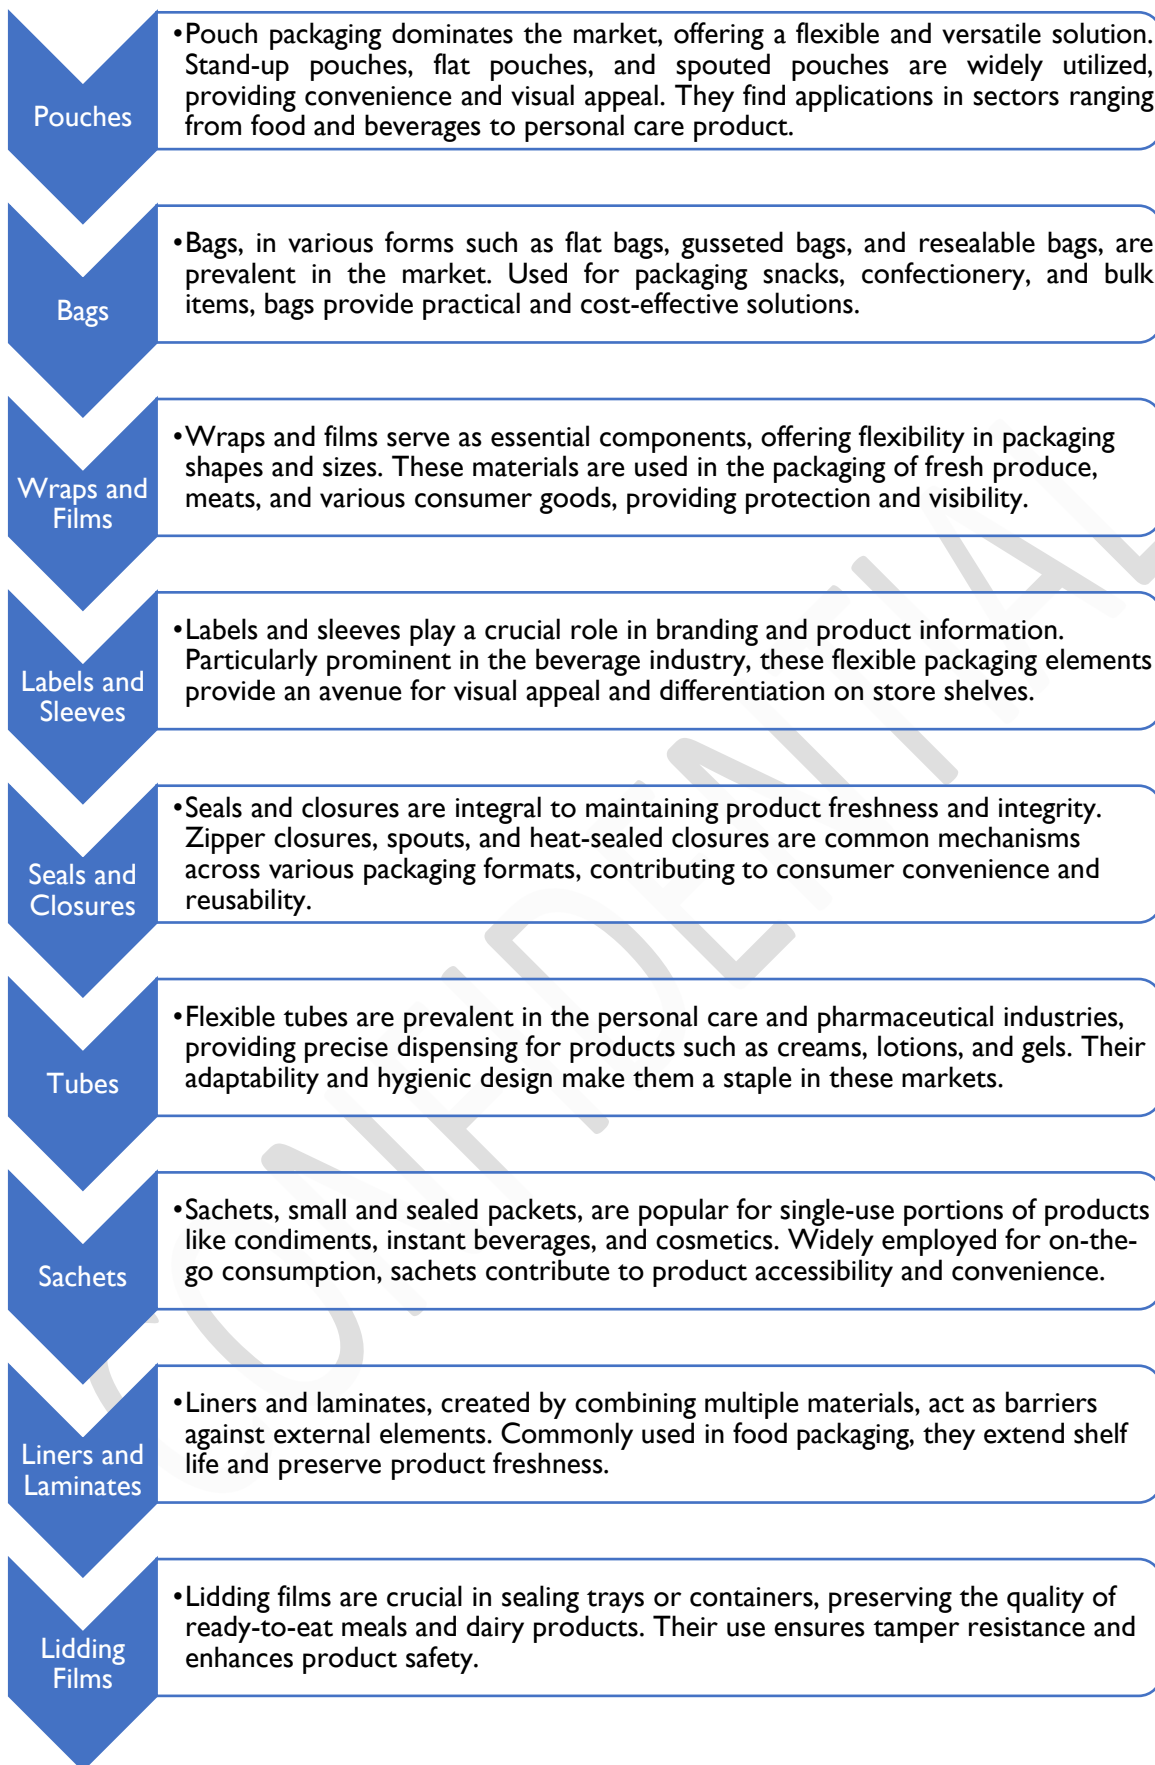 Pouches
•Pouch packaging dominates the market, offering a flexible and versatile solution.
Stand-up pouches, flat pouches, and spouted pouches are widely utilized,
providing convenience and visual appeal. They find applications in sectors ranging
from food and beverages to personal care product.
Bags
•Bags, in various forms such as flat bags, gusseted bags, and resealable bags, are
prevalent in the market. Used for packaging snacks, confectionery, and bulk
items, bags provide practical and cost-effective solutions.
Wraps and
Films
•Wraps and films serve as essential components, offering flexibility in packaging
shapes and sizes. These materials are used in the packaging of fresh produce,
meats, and various consumer goods, providing protection and visibility.
Labels and
Sleeves
•Labels and sleeves play a crucial role in branding and product information.
Particularly prominent in the beverage industry, these flexible packaging elements
provide an avenue for visual appeal and differentiation on store shelves.
Seals and
Closures
•Seals and closures are integral to maintaining product freshness and integrity.
Zipper closures, spouts, and heat-sealed closures are common mechanisms
across various packaging formats, contributing to consumer convenience and
reusability.
Tubes
•Flexible tubes are prevalent in the personal care and pharmaceutical industries,
providing precise dispensing for products such as creams, lotions, and gels. Their
adaptability and hygienic design make them a staple in these markets.
Sachets
•Sachets, small and sealed packets, are popular for single-use portions of products
like condiments, instant beverages, and cosmetics. Widely employed for on-the-
go consumption, sachets contribute to product accessibility and convenience.
Liners and
Laminates
•Liners and laminates, created by combining multiple materials, act as barriers
against external elements. Commonly used in food packaging, they extend shelf
life and preserve product freshness.
Lidding
Films
•Lidding films are crucial in sealing trays or containers, preserving the quality of
ready-to-eat meals and dairy products. Their use ensures tamper resistance and
enhances product safety.
CONFIDENTIAL